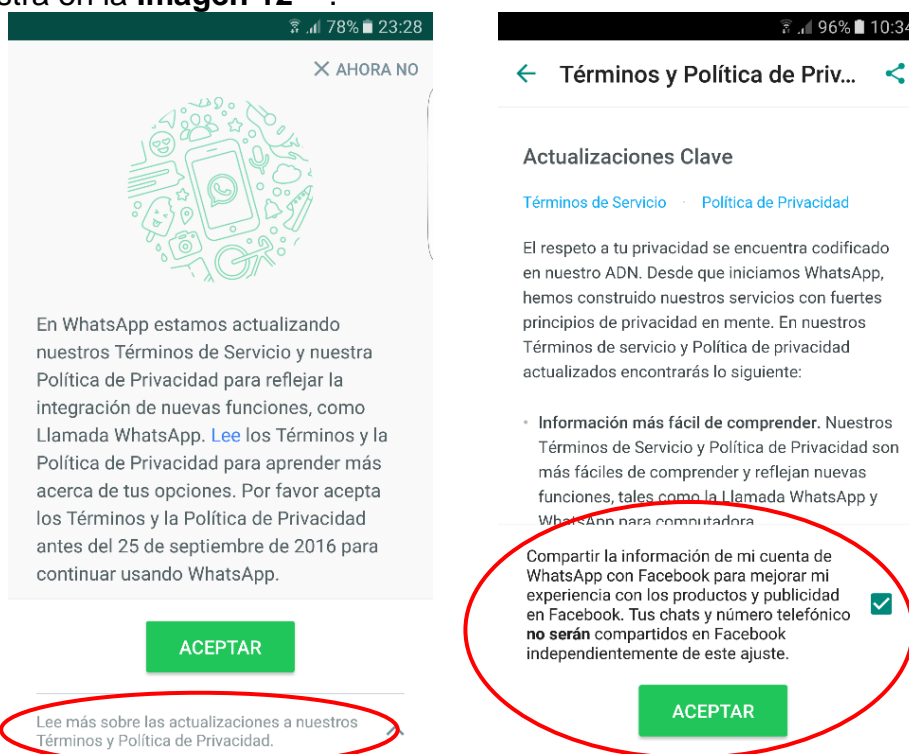 Imagen 12
78% 23:28
AHORA NO
En WhatsApp estamos actualizando
nuestros Términos de Servicio y nuestra
Política de Privacidad para reflejar la
integración de nuevas funciones, como
Llamada WhatsApp. Lee los Términos y la
Política de Privacidad para aprender más
acerca de tus opciones. Por favor acepta
los Términos y la Política de Privacidad
antes del 25 de septiembre de 2016 para
continuar usando WhatsApp.
ACEPTAR
Lee más sobre las actualizaciones a nuestros
Términos y Política de Privacidad.
96% 10:34
Términos y Política de Priv...
Actualizaciones Clave
Términos de Servicio · Política de Privacidad
El respeto a tu privacidad se encuentra codificado
en nuestro ADN. Desde que iniciamos WhatsApp,
hemos construido nuestros servicios con fuertes
principios de privacidad en mente. En nuestros
Términos de servicio y Política de privacidad
actualizados encontrarás lo siguiente:
• Información más fácil de comprender. Nuestros
Términos de Servicio y Política de Privacidad son
más fáciles de comprender y reflejan nuevas
funciones, tales como la Llamada WhatsApp y
WhatsApp para computadora
Compartir la información de mi cuenta de
WhatsApp con Facebook para mejorar mi
experiencia con los productos y publicidad
en Facebook. Tus chats y número telefónico
no serán compartidos en Facebook
independientemente de este ajuste.
ACEPTAR